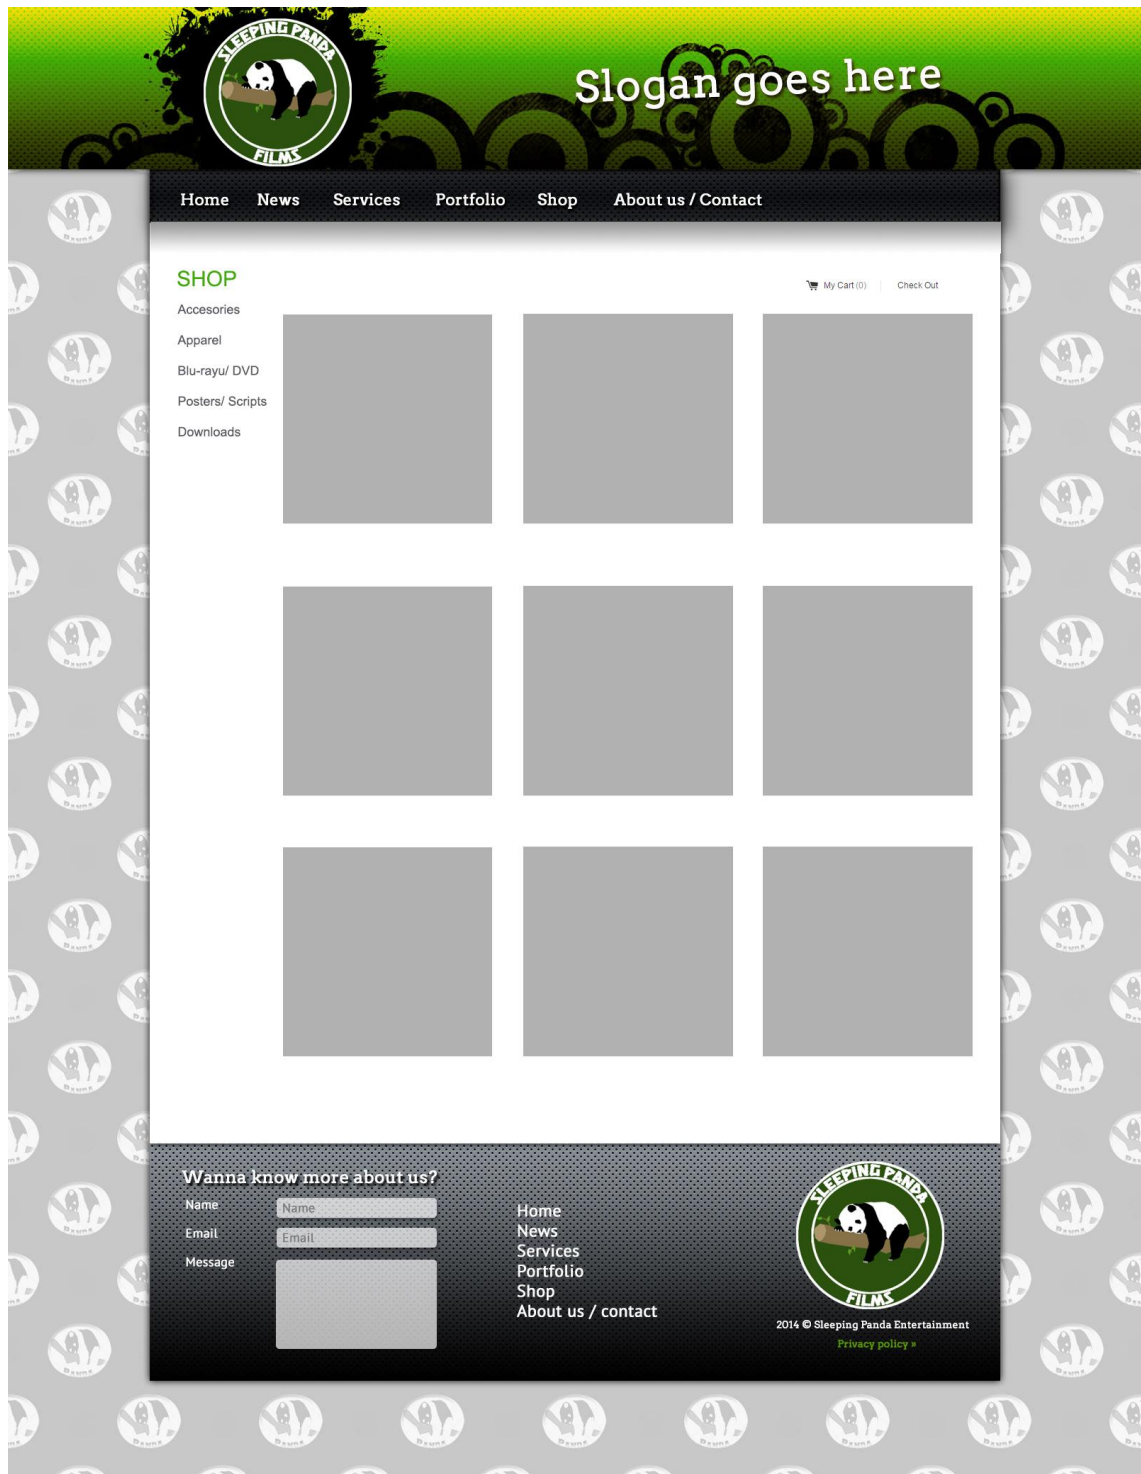 SLEEPING PANDA
FILMS
Slogan goes here
Home News Services Portfolio Shop About us / Contact
SHOP
My Cart (0) Check Out
Accesories
Apparel
Blu-rayu/ DVD
Posters/ Scripts
Downloads
Wanna know more about us?
Name Name
Email Email
Message
Home
News
Services
Portfolio
Shop
About us / contact
SLEEPING PANDA
FILMS
2014 © Sleeping Panda Entertainment
Privacy policy »